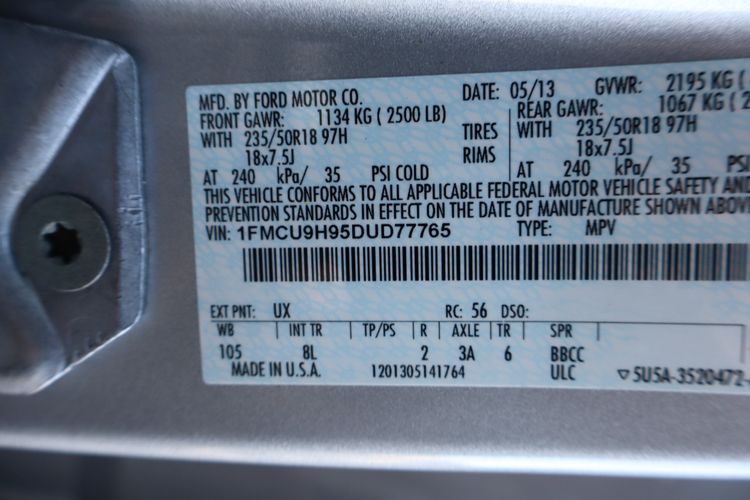 MFD. BY FORD MOTOR CO. DATE: 05/13 GVWR: 2195 KG (
FRONT GAWR: 1134 KG ( 2500 LB) REAR GAWR: 1067 KG ( 2
WITH 235/50R18 97H TIRES WITH 235/50R18 97H
18x7.5J RIMS 18x7.5J
AT 240 kPa/ 35 PSI COLD AT 240 kPa/ 35 PSI
THIS VEHICLE CONFORMS TO ALL APPLICABLE FEDERAL MOTOR VEHICLE SAFETY AND
PREVENTION STANDARDS IN EFFECT ON THE DATE OF MANUFACTURE SHOWN ABOV
VIN: 1FMCU9H95DUD77765 TYPE: MPV
EXT PNT: UX RC: 56 DSO:
WB INT TR TP/PS R AXLE TR SPR
105 8L 2 3A 6 BBCC
MADE IN U.S.A. 1201305141764 ULC ▽5U5A-3520472-